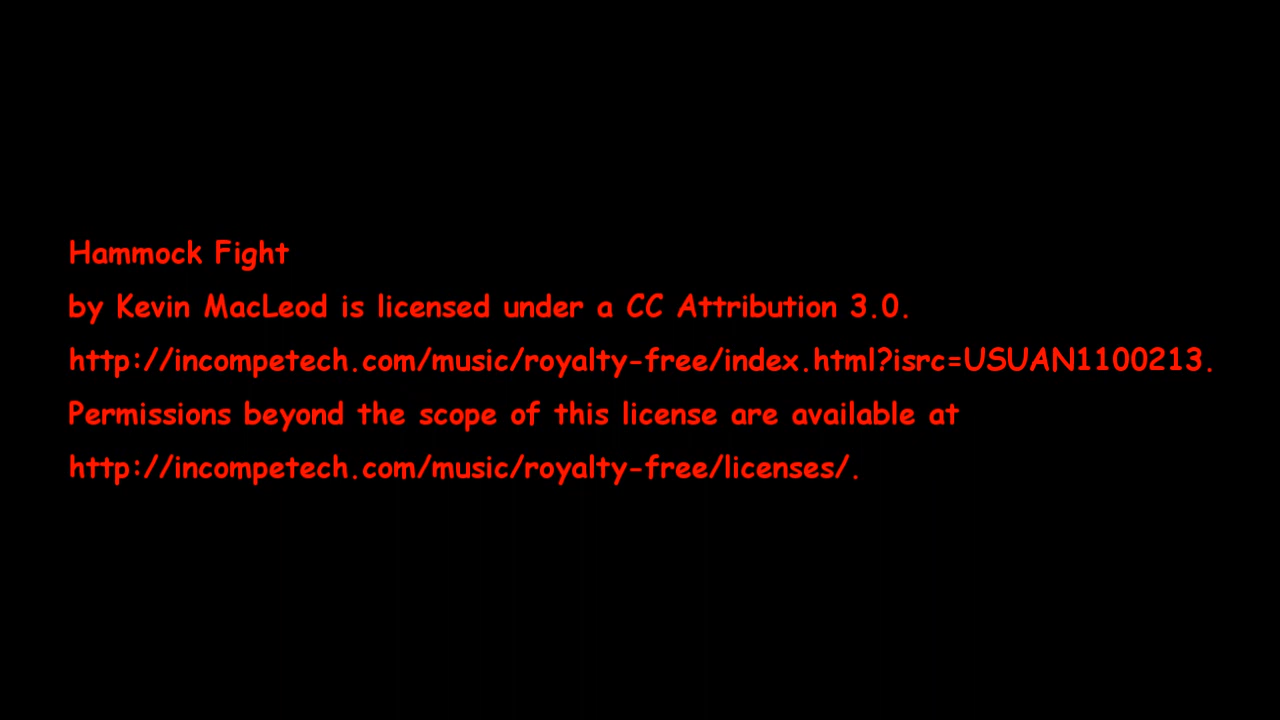 Hammock Fight
by Kevin MacLeod is licensed under a CC Attribution 3.0.
http://incompetech.com/music/royalty-free/index.html?isrc=USUAN1100213.
Permissions beyond the scope of this license are available at
http://incompetech.com/music/royalty-free/licenses/.